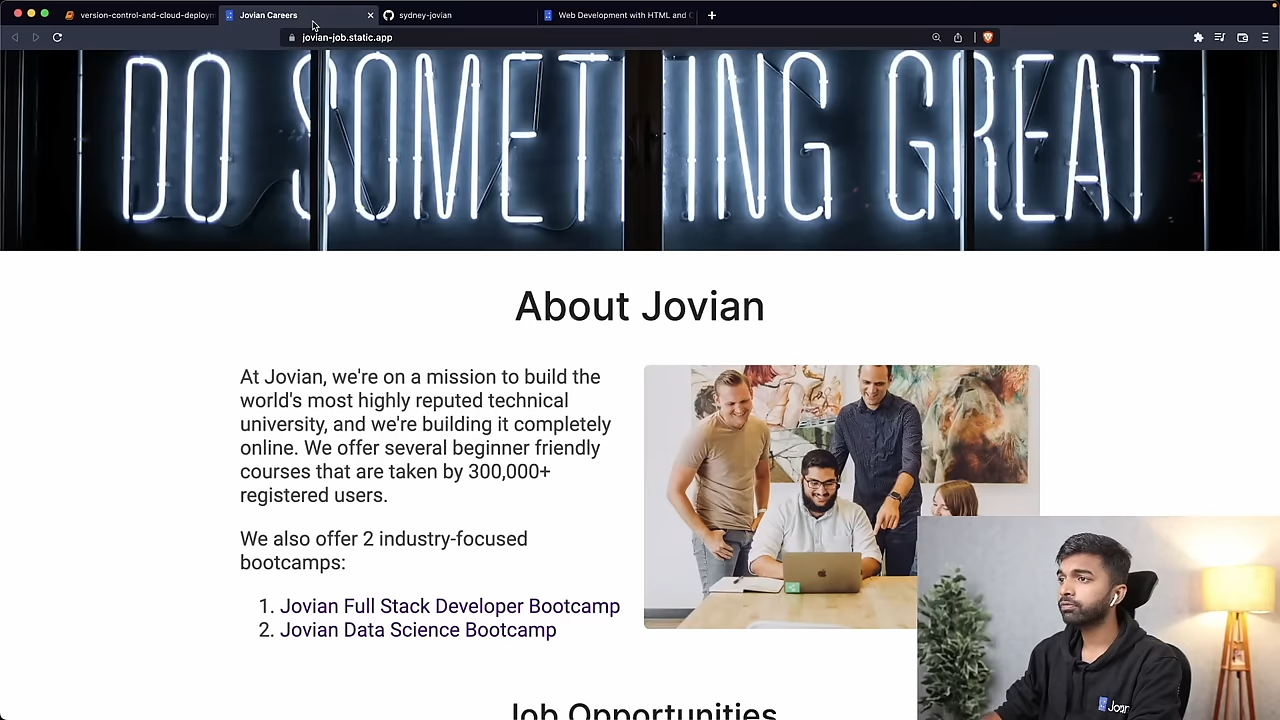 version-control-and-cloud-deploym
Jovian Careers
sydney-jovian
Web Development with HTML and C
jovian-job.static.app
DO SOMETHING GREAT
About Jovian
At Jovian, we're on a mission to build the
world's most highly reputed technical
university, and we're building it completely
online. We offer several beginner friendly
courses that are taken by 300,000+
registered users.
We also offer 2 industry-focused
bootcamps:
1. Jovian Full Stack Developer Bootcamp
2. Jovian Data Science Bootcamp
Job Opportunities